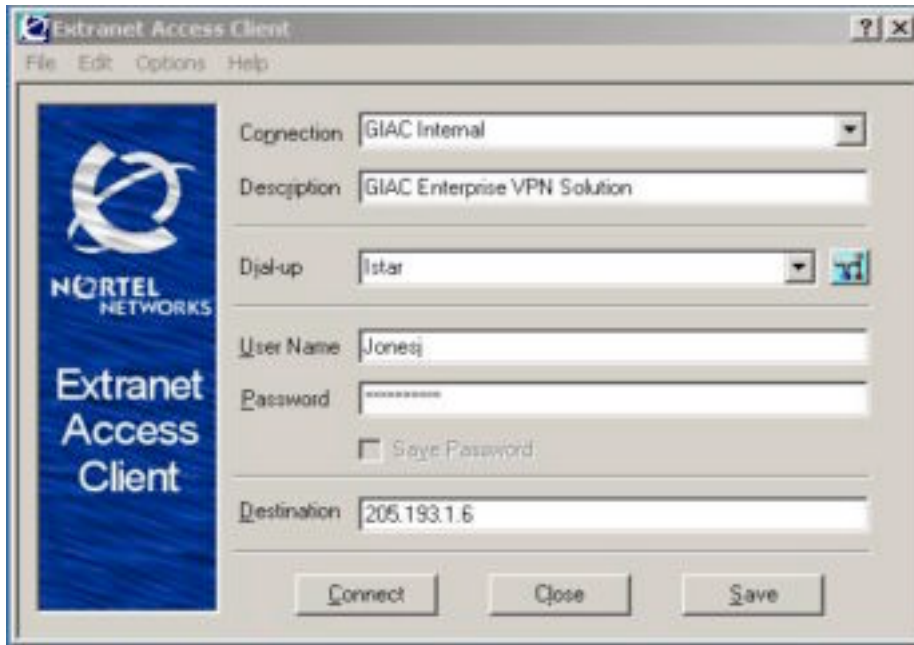 Extranet Access Client
File Edit Options Help
Connection GIAC Internal
Description GIAC Enterprise VPN Solution
Dial-up Istar
NORTEL
NETWORKS
User Name Jonesj
Extranet
Access
Client
Password **********
Save Password
Destination 205.193.1.6
Connect Close Save